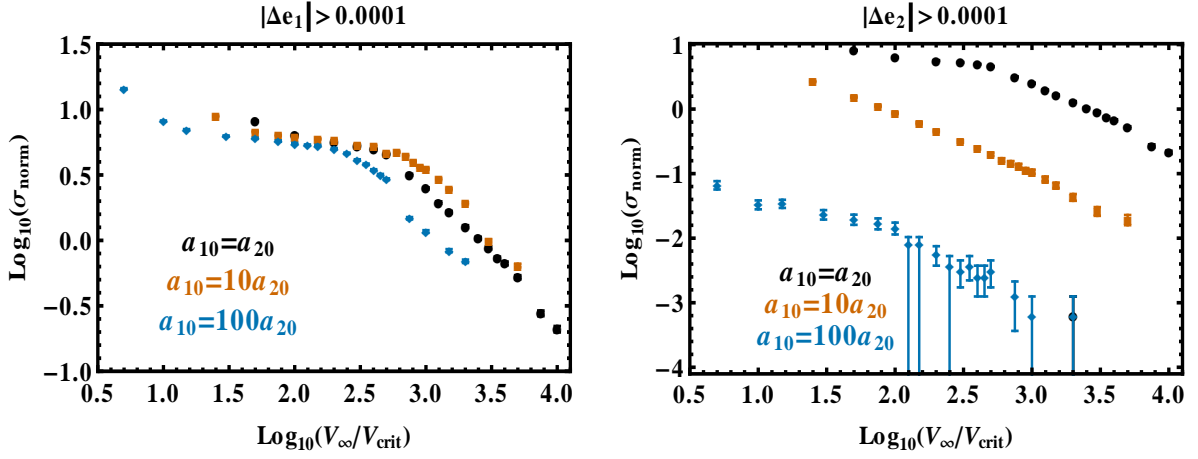 |Δe₁|>0.0001
1.5
1.0
0.5
0.0
−0.5
−1.0
Log₁₀(σₙₒᵣₘ)
a₁₀=a₂₀
a₁₀=10a₂₀
a₁₀=100a₂₀
0.5 1.0 1.5 2.0 2.5 3.0 3.5 4.0
Log₁₀(V∞/V_crit)
|Δe₂|>0.0001
1
0
−1
−2
−3
−4
Log₁₀(σₙₒᵣₘ)
a₁₀=a₂₀
a₁₀=10a₂₀
a₁₀=100a₂₀
0.5 1.0 1.5 2.0 2.5 3.0 3.5 4.0
Log₁₀(V∞/V_crit)